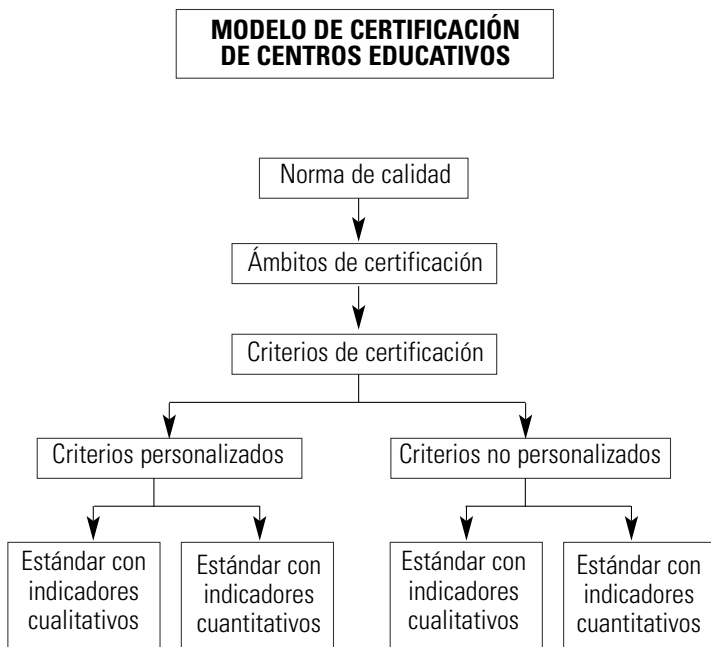 MODELO DE CERTIFICACIÓN
DE CENTROS EDUCATIVOS
Norma de calidad
Ámbitos de certificación
Criterios de certificación
Criterios personalizados
Criterios no personalizados
Estándar con
indicadores
cualitativos
Estándar con
indicadores
cuantitativos
Estándar con
indicadores
cualitativos
Estándar con
indicadores
cuantitativos